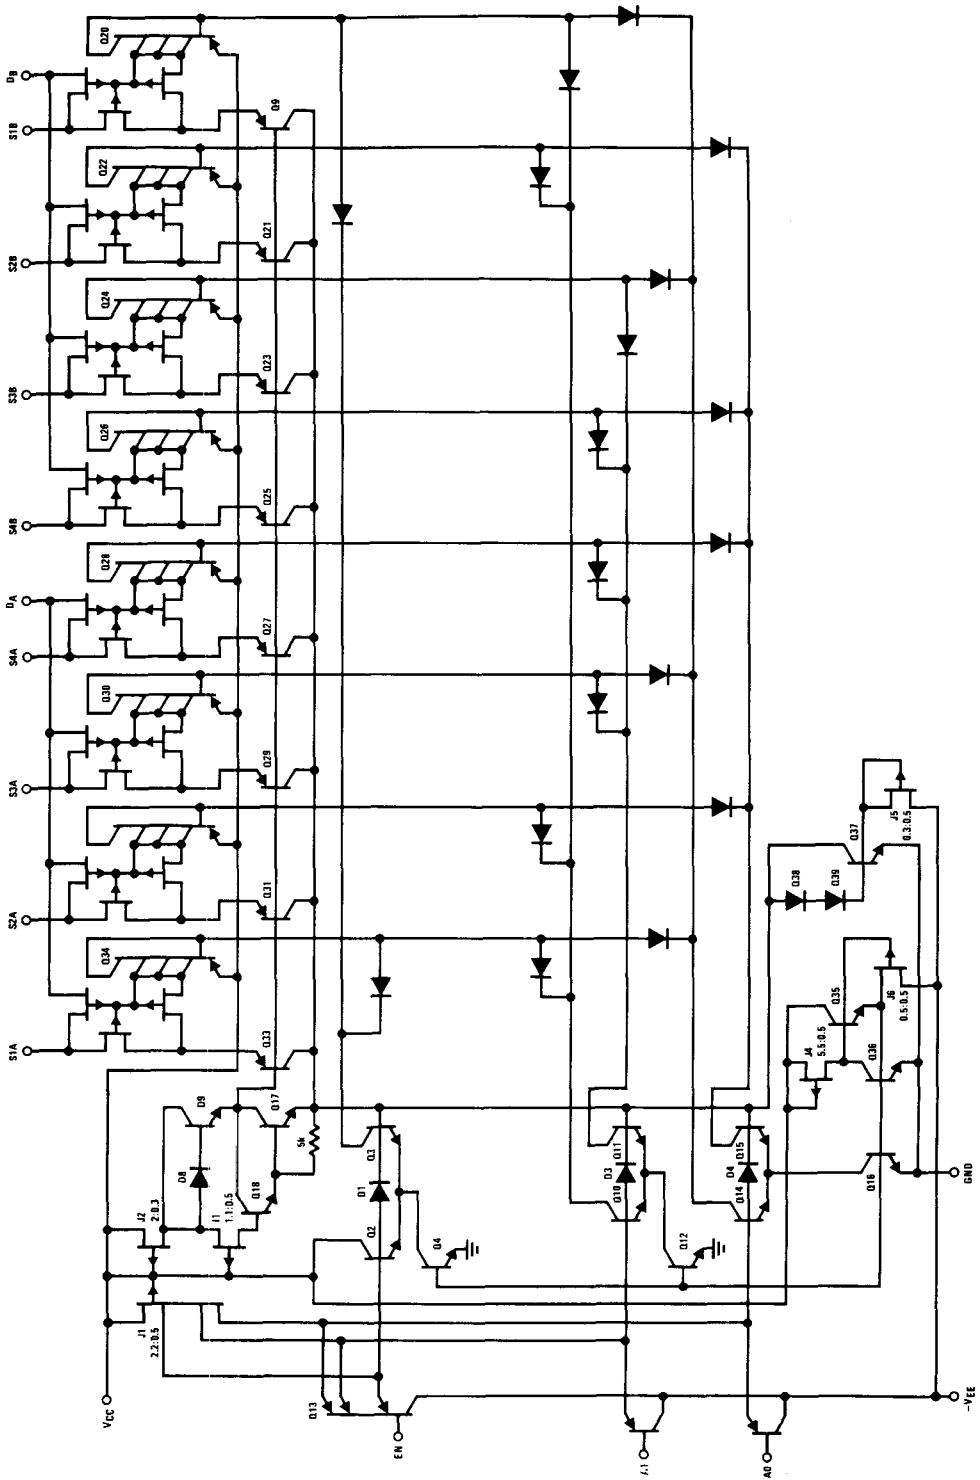 DB
S1B
Q20
Q9
S2B
Q22
Q21
S3B
Q24
Q23
S4B
Q26
Q25
DA
S4A
Q28
Q27
S3A
Q30
Q29
S2A
Q31
S1A
Q34
Q33
VCC
J1
2.2:0.5
J2
2:0.3
D8
D9
J1
1.1:0.5
Q18
Q17
5k
Q13
EN
Q2
D1
Q3
Q4
Q10
D3
Q11
Q12
Q14
D4
Q15
Q16
A0
GND
-VEE
J4
5.5:0.5
Q35
Q36
J6
0.5:0.5
Q38
Q39
Q37
J5
0.3:0.5